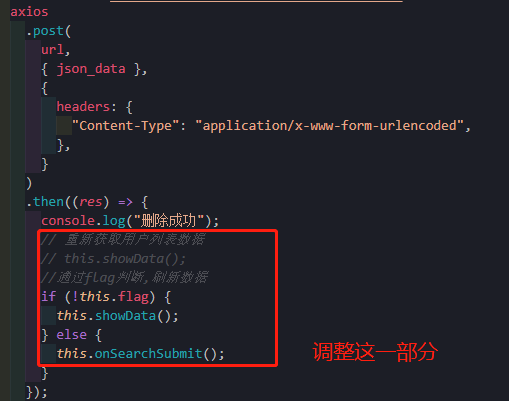 axios
.post(
url,
{ json_data },
{
headers: {
"Content-Type": "application/x-www-form-urlencoded",
},
}
)
.then((res) => {
console.log("删除成功");
// 重新获取用户列表数据
// this.showData();
//通过flag判断,刷新数据
if (!this.flag) {
this.showData();
} else {
this.onSearchSubmit();
调整这一部分
}
});